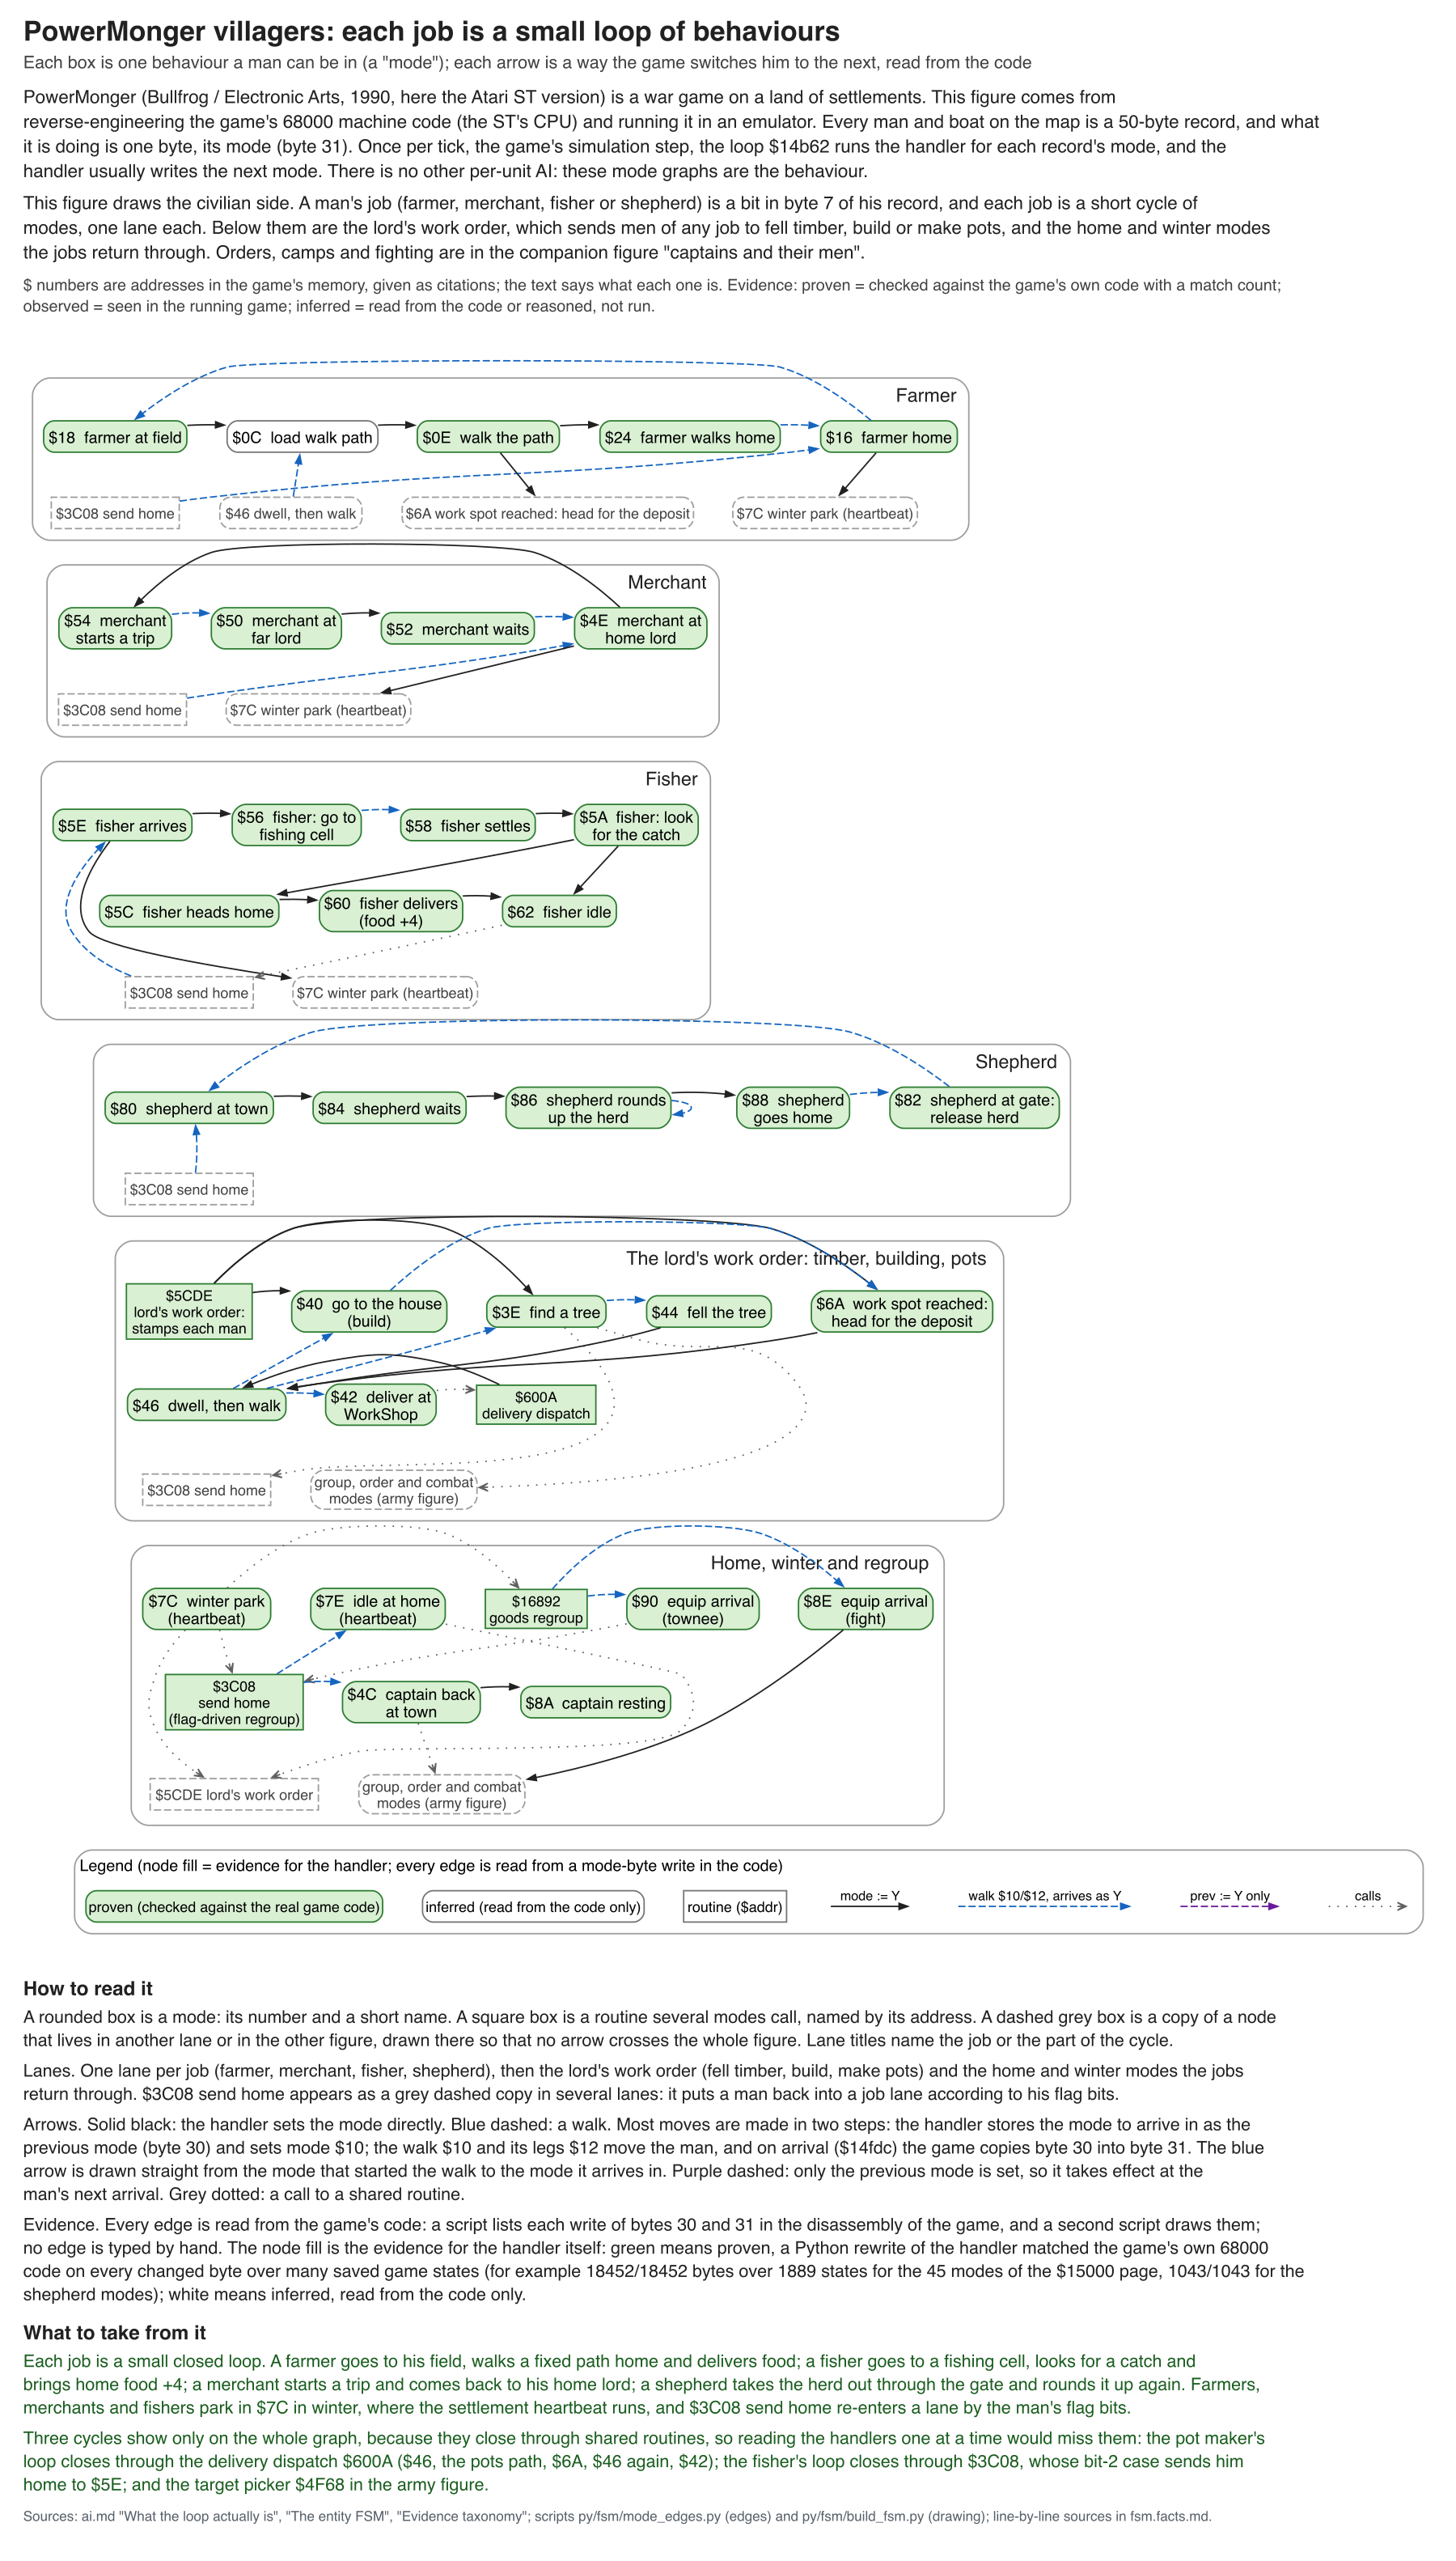 PowerMonger villagers: each job is a small loop of behaviours
Each box is one behaviour a man can be in (a "mode"); each arrow is a way the game switches him to the next, read from the code
PowerMonger (Bullfrog / Electronic Arts, 1990, here the Atari ST version) is a war game on a land of settlements. This figure comes from
reverse-engineering the game's 68000 machine code (the ST's CPU) and running it in an emulator. Every man and boat on the map is a 50-byte record, and what
it is doing is one byte, its mode (byte 31). Once per tick, the game's simulation step, the loop $14b62 runs the handler for each record's mode, and the
handler usually writes the next mode. There is no other per-unit AI: these mode graphs are the behaviour.
This figure draws the civilian side. A man's job (farmer, merchant, fisher or shepherd) is a bit in byte 7 of his record, and each job is a short cycle of
modes, one lane each. Below them are the lord's work order, which sends men of any job to fell timber, build or make pots, and the home and winter modes
the jobs return through. Orders, camps and fighting are in the companion figure "captains and their men".
$ numbers are addresses in the game's memory, given as citations; the text says what each one is. Evidence: proven = checked against the game's own code with a match count;
observed = seen in the running game; inferred = read from the code or reasoned, not run.
Farmer
$18 farmer at field
$0C load walk path
$0E walk the path
$24 farmer walks home
$16 farmer home
$3C08 send home
$46 dwell, then walk
$6A work spot reached: head for the deposit
$7C winter park (heartbeat)
Merchant
$54 merchant
starts a trip
$50 merchant at
far lord
$52 merchant waits
$4E merchant at
home lord
$3C08 send home
$7C winter park (heartbeat)
Fisher
$5E fisher arrives
$56 fisher: go to
fishing cell
$58 fisher settles
$5A fisher: look
for the catch
$5C fisher heads home
$60 fisher delivers
(food +4)
$62 fisher idle
$3C08 send home
$7C winter park (heartbeat)
Shepherd
$80 shepherd at town
$84 shepherd waits
$86 shepherd rounds
up the herd
$88 shepherd
goes home
$82 shepherd at gate:
release herd
$3C08 send home
The lord's work order: timber, building, pots
$5CDE
lord's work order:
stamps each man
$40 go to the house
(build)
$3E find a tree
$44 fell the tree
$6A work spot reached:
head for the deposit
$46 dwell, then walk
$42 deliver at
WorkShop
$600A
delivery dispatch
$3C08 send home
group, order and combat
modes (army figure)
Home, winter and regroup
$7C winter park
(heartbeat)
$7E idle at home
(heartbeat)
$16892
goods regroup
$90 equip arrival
(townee)
$8E equip arrival
(fight)
$3C08
send home
(flag-driven regroup)
$4C captain back
at town
$8A captain resting
$5CDE lord's work order
group, order and combat
modes (army figure)
Legend (node fill = evidence for the handler; every edge is read from a mode-byte write in the code)
proven (checked against the real game code)
inferred (read from the code only)
routine ($addr)
mode := Y
walk $10/$12, arrives as Y
prev := Y only
calls
How to read it
A rounded box is a mode: its number and a short name. A square box is a routine several modes call, named by its address. A dashed grey box is a copy of a node
that lives in another lane or in the other figure, drawn there so that no arrow crosses the whole figure. Lane titles name the job or the part of the cycle.
Lanes. One lane per job (farmer, merchant, fisher, shepherd), then the lord's work order (fell timber, build, make pots) and the home and winter modes the jobs
return through. $3C08 send home appears as a grey dashed copy in several lanes: it puts a man back into a job lane according to his flag bits.
Arrows. Solid black: the handler sets the mode directly. Blue dashed: a walk. Most moves are made in two steps: the handler stores the mode to arrive in as the
previous mode (byte 30) and sets mode $10; the walk $10 and its legs $12 move the man, and on arrival ($14fdc) the game copies byte 30 into byte 31. The blue
arrow is drawn straight from the mode that started the walk to the mode it arrives in. Purple dashed: only the previous mode is set, so it takes effect at the
man's next arrival. Grey dotted: a call to a shared routine.
Evidence. Every edge is read from the game's code: a script lists each write of bytes 30 and 31 in the disassembly of the game, and a second script draws them;
no edge is typed by hand. The node fill is the evidence for the handler itself: green means proven, a Python rewrite of the handler matched the game's own 68000
code on every changed byte over many saved game states (for example 18452/18452 bytes over 1889 states for the 45 modes of the $15000 page, 1043/1043 for the
shepherd modes); white means inferred, read from the code only.
What to take from it
Each job is a small closed loop. A farmer goes to his field, walks a fixed path home and delivers food; a fisher goes to a fishing cell, looks for a catch and
brings home food +4; a merchant starts a trip and comes back to his home lord; a shepherd takes the herd out through the gate and rounds it up again. Farmers,
merchants and fishers park in $7C in winter, where the settlement heartbeat runs, and $3C08 send home re-enters a lane by the man's flag bits.
Three cycles show only on the whole graph, because they close through shared routines, so reading the handlers one at a time would miss them: the pot maker's
loop closes through the delivery dispatch $600A ($46, the pots path, $6A, $46 again, $42); the fisher's loop closes through $3C08, whose bit-2 case sends him
home to $5E; and the target picker $4F68 in the army figure.
Sources: ai.md "What the loop actually is", "The entity FSM", "Evidence taxonomy"; scripts py/fsm/mode_edges.py (edges) and py/fsm/build_fsm.py (drawing); line-by-line sources in fsm.facts.md.